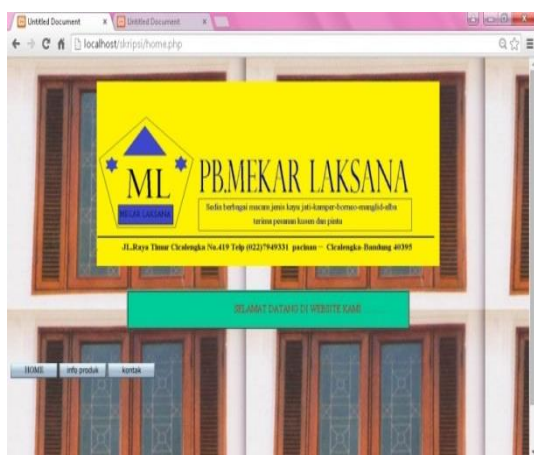 Untitled Document
Untitled Document
localhost/skripsi/home.php
ML
MEKAR LAKSANA
PB.MEKAR LAKSANA
Sedia berbagai macam jenis kayu jati-kamper-borneo-manglid-alba
terima pesanan kusen dan pintu
JL.Raya Timur Cicalengka No.419 Telp (022)7949331 pacinan - Cicalengka-Bandung 40395
SELAMAT DATANG DI WEBSITE KAMI
HOME
info produk
kontak